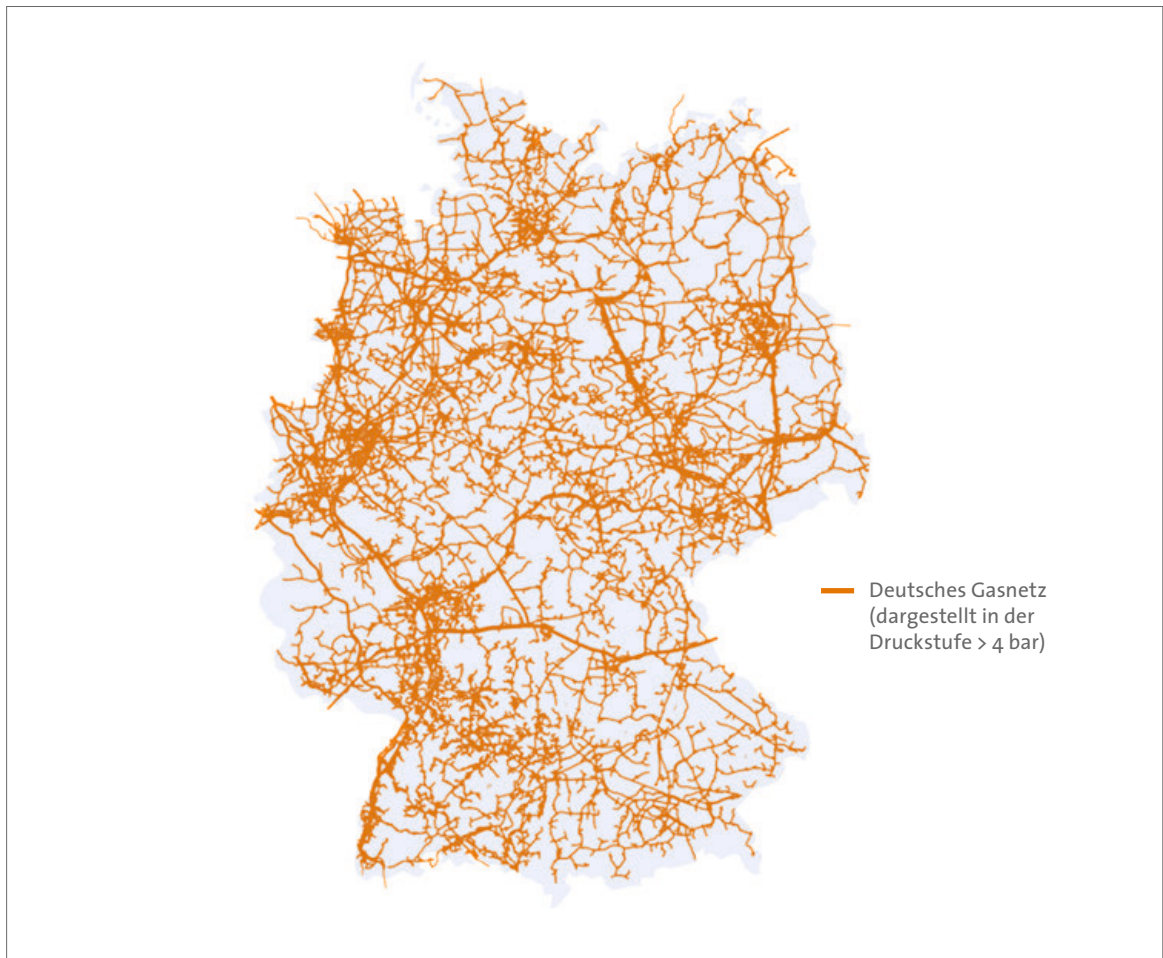 Deutsches Gasnetz
(dargestellt in der
Druckstufe > 4 bar)